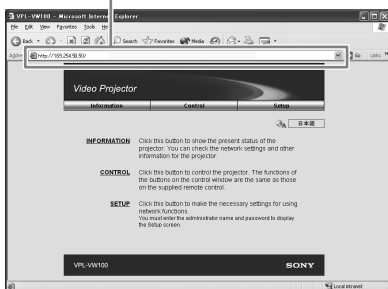 VPL-VW100 - Microsoft Internet Explorer
File Edit View Favorites Tools He
Back Search Favorites Media
Address http://169.254.50.50/ Go Links »
Video Projector
Information Control Setup
日本語
INFORMATION Click this button to show the present status of the
projector. You can check the network settings and other
information for the projector.
CONTROL Click this button to control the projector. The functions of
the buttons on the control window are the same as those
on the supplied remote control.
SETUP Click this button to make the necessary settings for using
network functions.
You must enter the administrator name and password to display
the Setup screen.
VPL-VW100 SONY
Local intranet